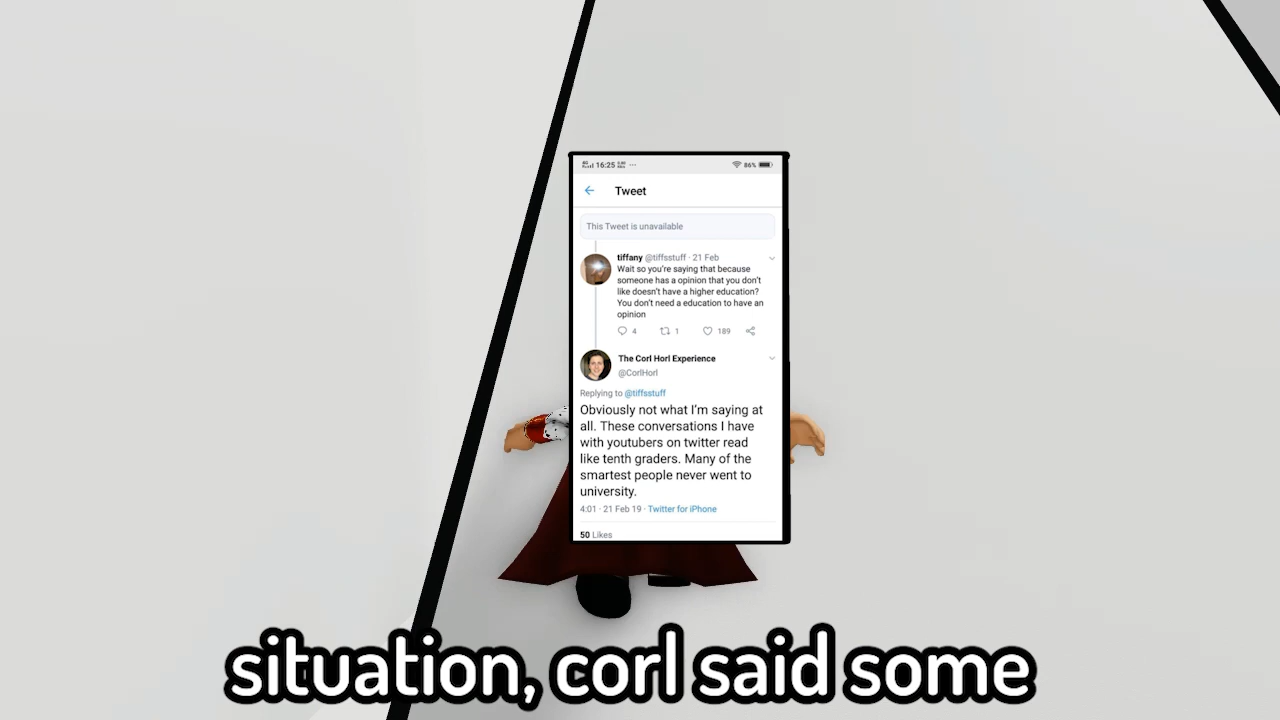 16:25
86%
Tweet
This Tweet is unavailable
tiffany @tiffsstuff · 21 Feb
Wait so you're saying that because
someone has a opinion that you don't
like doesn't have a higher education?
You don't need a education to have an
opinion
4 1 189
The Corl Horl Experience
@CorlHorl
Replying to @tiffsstuff
Obviously not what I'm saying at
all. These conversations I have
with youtubers on twitter read
like tenth graders. Many of the
smartest people never went to
university.
4:01 · 21 Feb 19 · Twitter for iPhone
50 Likes
situation, corl said some